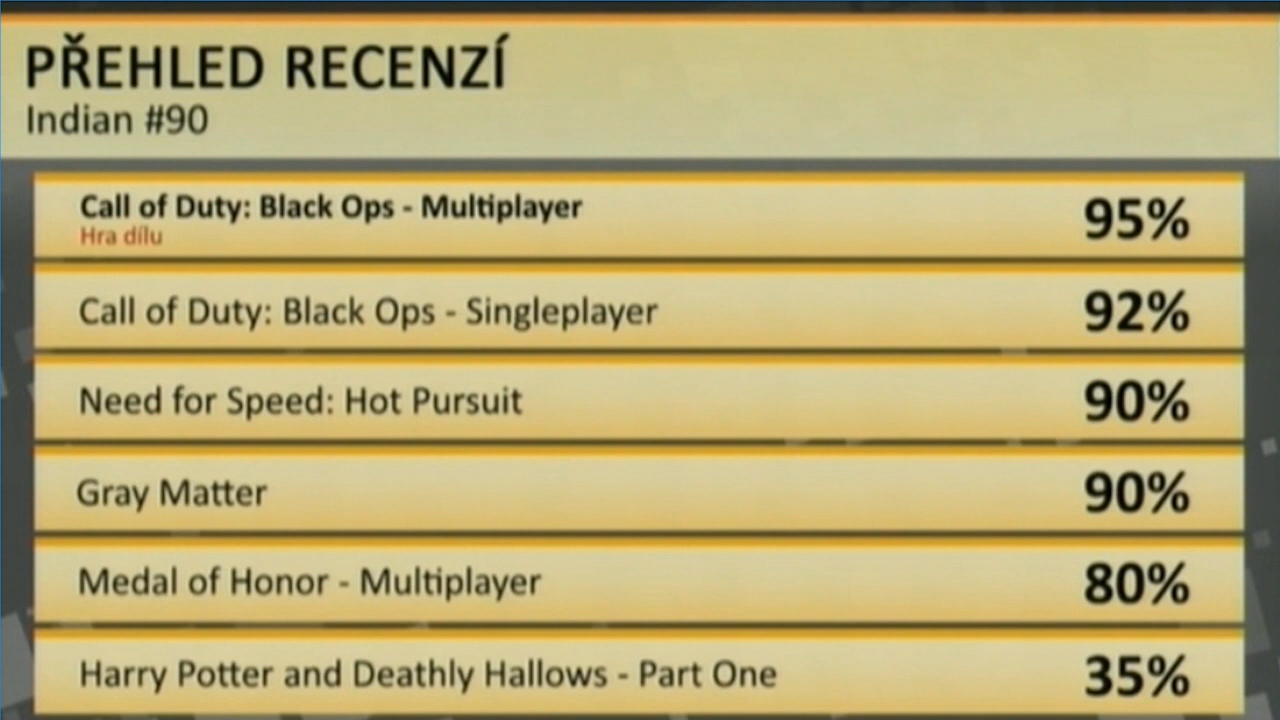 PŘEHLED RECENZÍ
Indian #90
Call of Duty: Black Ops - Multiplayer 95%
Hra dílu
Call of Duty: Black Ops - Singleplayer 92%
Need for Speed: Hot Pursuit 90%
Gray Matter 90%
Medal of Honor - Multiplayer 80%
Harry Potter and Deathly Hallows - Part One 35%